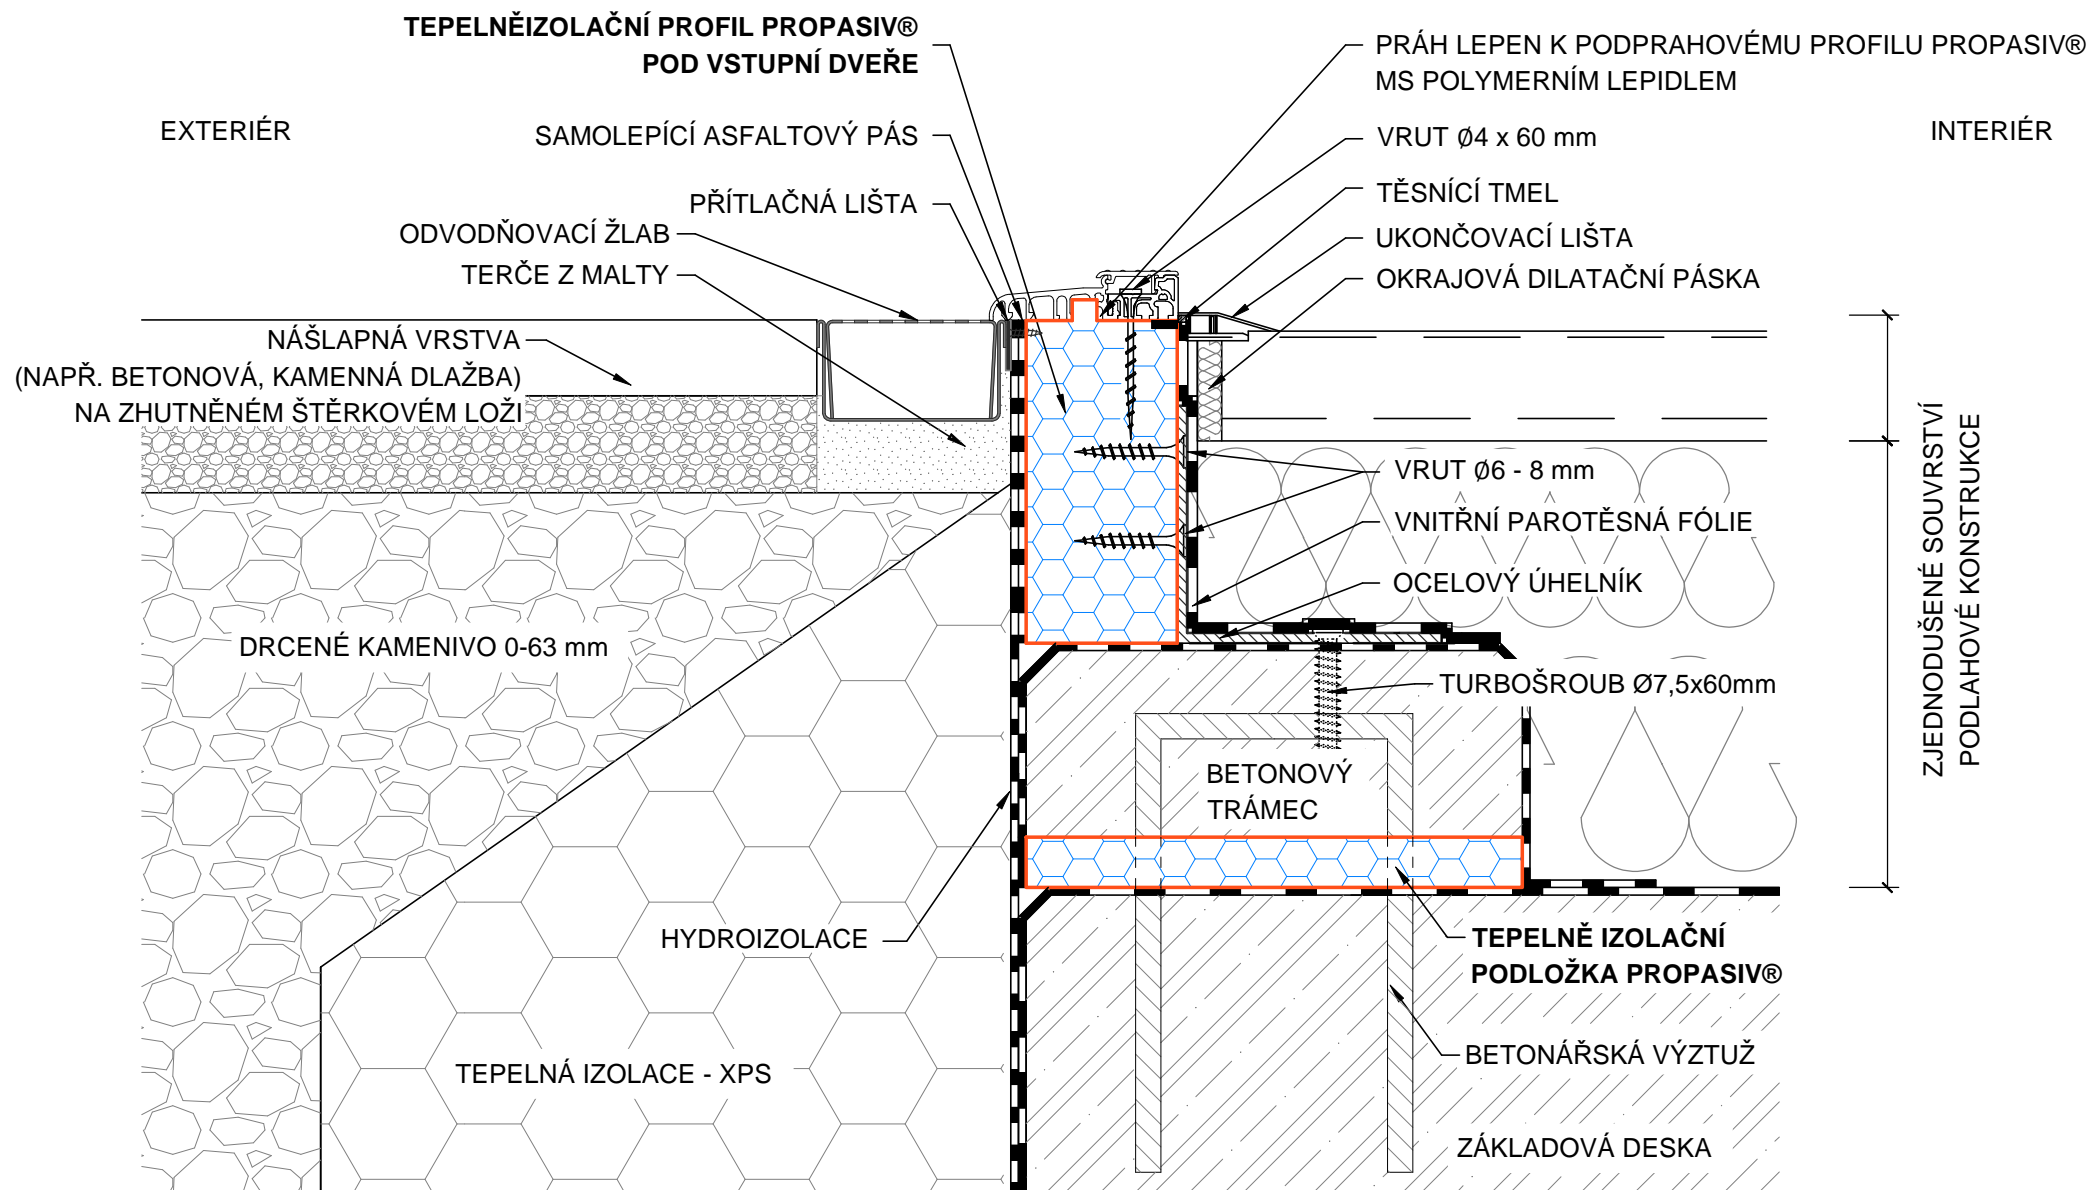 TEPELNĚIZOLAČNÍ PROFIL PROPASIV®
POD VSTUPNÍ DVEŘE
PRÁH LEPEN K PODPRAHOVÉMU PROFILU PROPASIV®
MS POLYMERNÍM LEPIDLEM
EXTERIÉR
SAMOLEPÍCÍ ASFALTOVÝ PÁS
VRUT Ø4 x 60 mm
INTERIÉR
PŘÍTLAČNÁ LIŠTA
TĚSNÍCÍ TMEL
ODVODŇOVACÍ ŽLAB
UKONČOVACÍ LIŠTA
TERČE Z MALTY
OKRAJOVÁ DILATAČNÍ PÁSKA
NÁŠLAPNÁ VRSTVA
(NAPŘ. BETONOVÁ, KAMENNÁ DLAŽBA)
NA ZHUTNĚNÉM ŠTĚRKOVÉM LOŽI
VRUT Ø6 - 8 mm
VNITŘNÍ PAROTĚSNÁ FÓLIE
OCELOVÝ ÚHELNÍK
ZJEDNODUŠENÉ SOUVRSTVÍ
PODLAHOVÉ KONSTRUKCE
DRCENÉ KAMENIVO 0-63 mm
TURBOŠROUB Ø7,5x60mm
BETONOVÝ
TRÁMEC
HYDROIZOLACE
TEPELNĚ IZOLAČNÍ
PODLOŽKA PROPASIV®
BETONÁŘSKÁ VÝZTUŽ
TEPELNÁ IZOLACE - XPS
ZÁKLADOVÁ DESKA